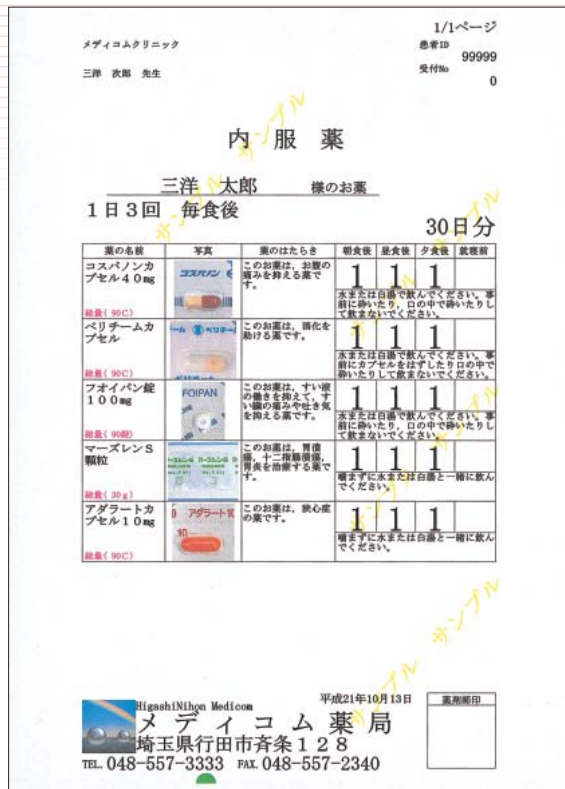 1/1ページ
メディコムクリニック
患者ID
99999
三洋 次郎 先生
受付No
0
内 服 薬
三洋 太郎 様のお薬
1日3回 毎食後
30日分
薬の名前 写真 薬のはたらき 朝食後 昼食後 夕食後 就寝前
コスパノンカ
プセル40mg
総量( 90C)
コスパノン
このお薬は、お腹の
痛みを抑える薬で
す。
1 1 1
水または白湯で飲んでください。事
前に砕いたり、口の中で砕いたりし
て飲まないでください。
ベリチームカ
プセル
総量( 90C)
ベリチーム
このお薬は、消化を
助ける薬です。
1 1 1
水または白湯で飲んでください。事
前にカプセルをはずしたり口の中で
砕いたりして飲まないでください。
フオイパン錠
100mg
総量( 90錠)
FOIPAN
このお薬は、すい液
の働きを抑えて、す
い臓の痛みや吐き気
を抑える薬です。
1 1 1
水または白湯で飲んでください。事
前に砕いたり、口の中で砕いたりし
て飲まないでください。
マーズレンS
顆粒
総量( 30g)
このお薬は、胃潰
瘍、十二指腸潰瘍、
胃炎を治療する薬で
す。
1 1 1
噛まずに水または白湯と一緒に飲ん
でください。
アダラートカ
プセル10mg
総量( 90C)
アダラート10
10
このお薬は、狭心症
の薬です。
1 1 1
噛まずに水または白湯と一緒に飲ん
でください。
サンプル サンプル
サンプル サンプル
サンプル サンプル
平成21年10月13日
薬剤師印
HigashiNihon Medicom
メディコム薬局
埼玉県行田市斉条128
TEL. 048-557-3333 FAX. 048-557-2340